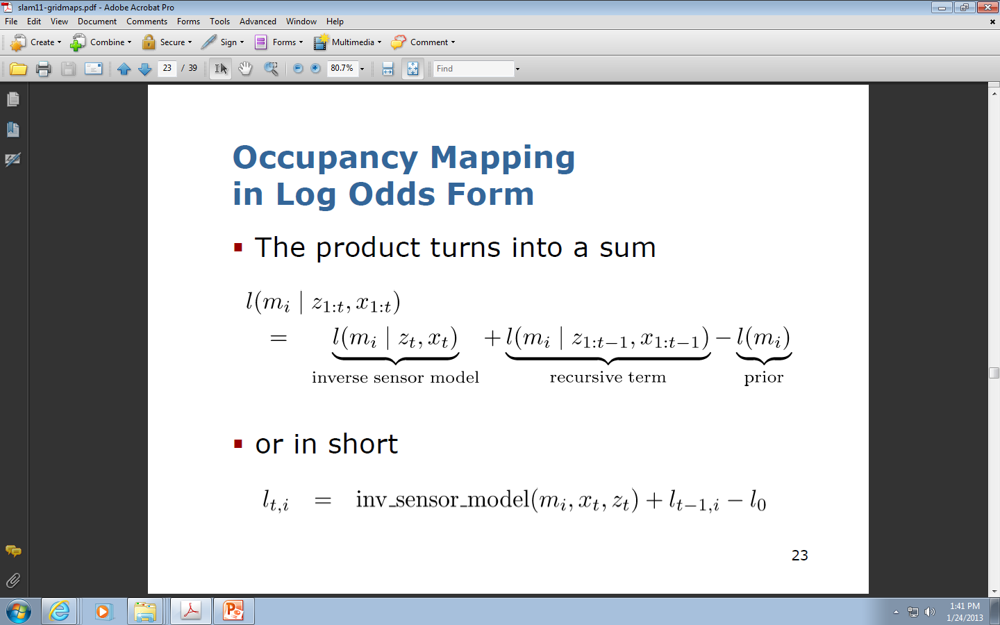 slam11-gridmaps.pdf - Adobe Acrobat Pro
File Edit View Document Comments Forms Tools Advanced Window Help
Create Combine Secure Sign Forms Multimedia Comment
23 / 39 80.7% Find
Occupancy Mapping
in Log Odds Form
The product turns into a sum
l(m_i | z_{1:t}, x_{1:t})
= l(m_i | z_t, x_t) + l(m_i | z_{1:t−1}, x_{1:t−1}) − l(m_i)
inverse sensor model recursive term prior
or in short
l_{t,i} = inv_sensor_model(m_i, x_t, z_t) + l_{t−1,i} − l_0
23
1:41 PM
1/24/2013